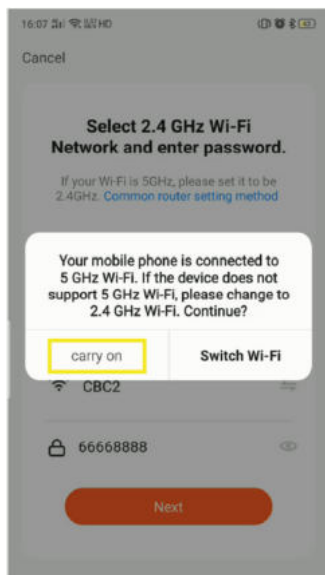 16:07
HD
Cancel
Select 2.4 GHz Wi-Fi
Network and enter password.
If your Wi-Fi is 5GHz, please set it to be
2.4GHz. Common router setting method
Your mobile phone is connected to
5 GHz Wi-Fi. If the device does not
support 5 GHz Wi-Fi, please change to
2.4 GHz Wi-Fi. Continue?
carry on
Switch Wi-Fi
CBC2
66668888
Next